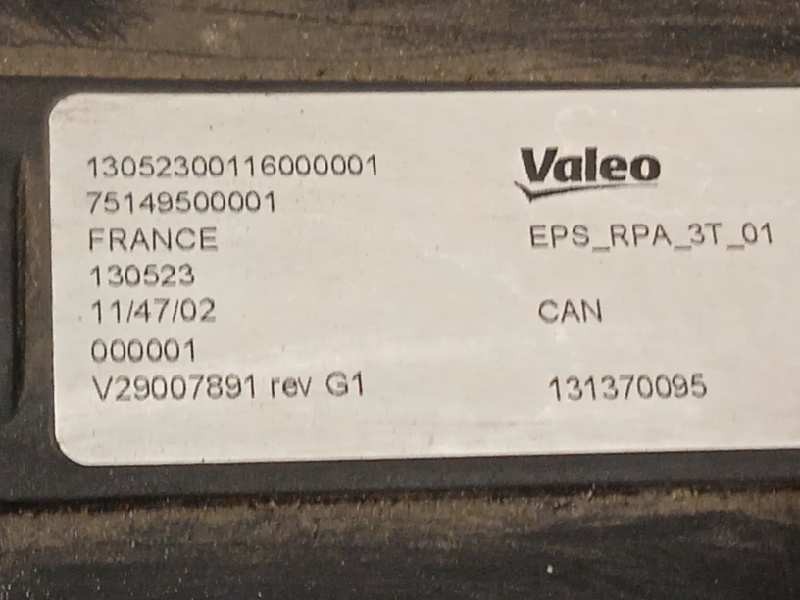 13052300116000001
75149500001
FRANCE
130523
11/47/02
000001
V29007891 rev G1
Valeo
EPS_RPA_3T_01
CAN
131370095